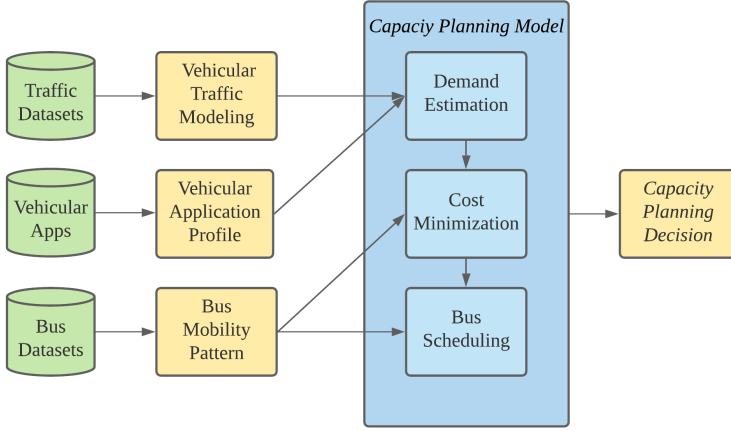 Capaciy Planning Model
Traffic
Datasets
Vehicular
Traffic
Modeling
Demand
Estimation
Vehicular
Apps
Vehicular
Application
Profile
Cost
Minimization
Capacity
Planning
Decision
Bus
Datasets
Bus
Mobility
Pattern
Bus
Scheduling